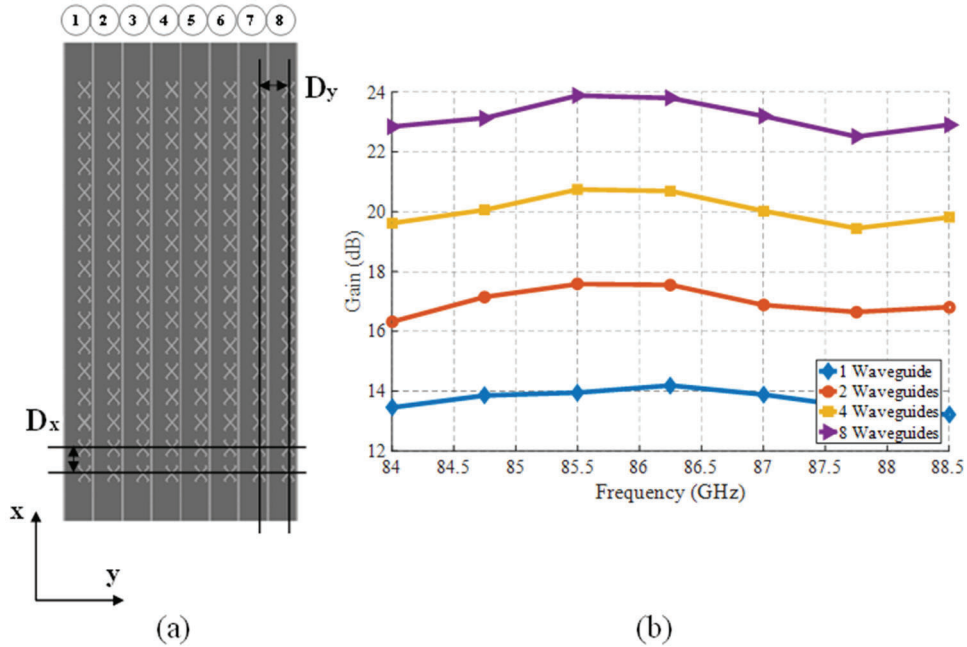 1 2 3 4 5 6 7 8
Dy
Dx
x
y
(a)
24
22
20
18
16
14
12
Gain (dB)
1 Waveguide
2 Waveguides
4 Waveguides
8 Waveguides
84 84.5 85 85.5 86 86.5 87 87.5 88 88.5
Frequency (GHz)
(b)